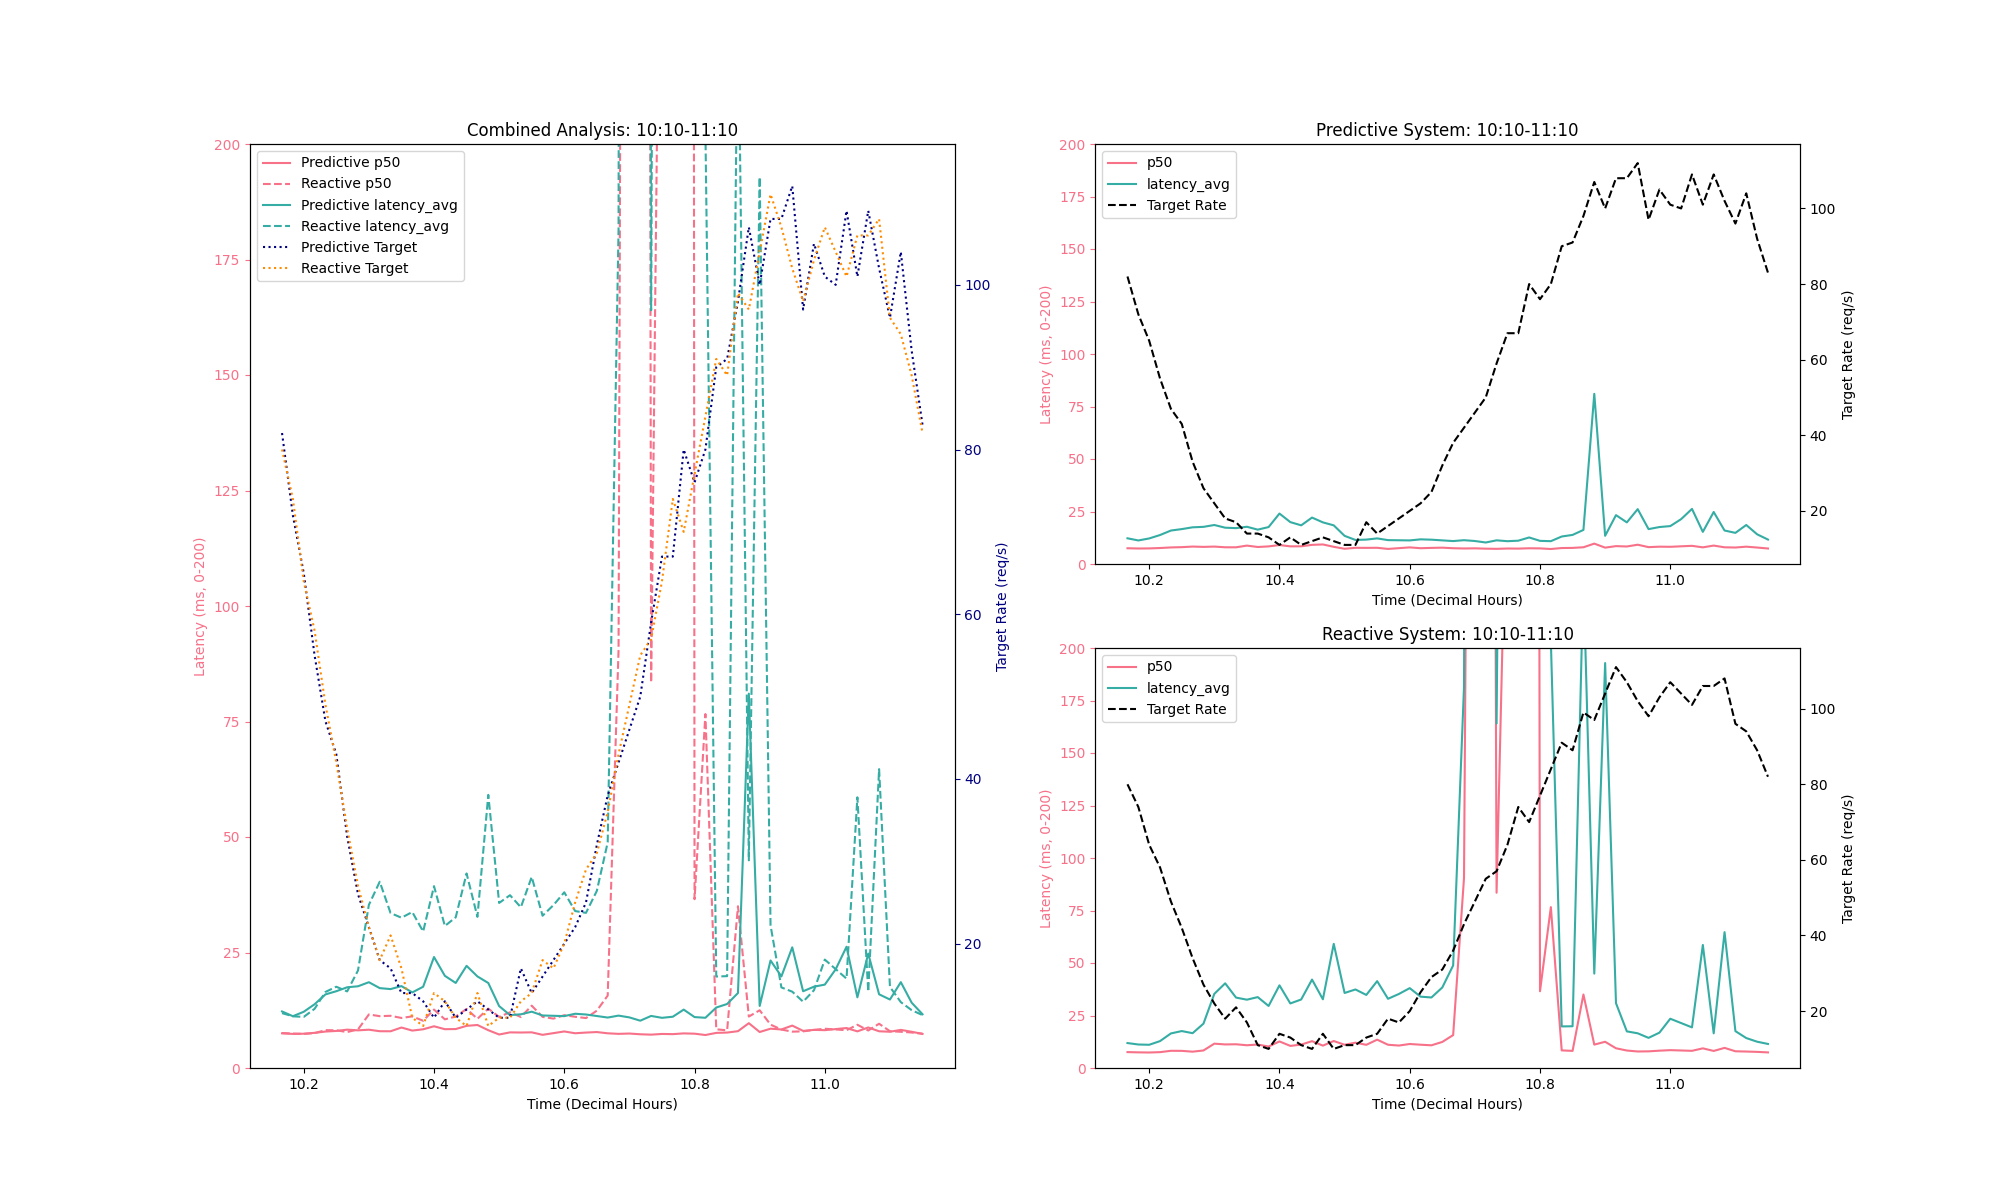 Combined Analysis: 10:10-11:10
Predictive p50
Reactive p50
Predictive latency_avg
Reactive latency_avg
Predictive Target
Reactive Target
200
175
150
125
100
75
50
25
0
Latency (ms, 0-200)
100
80
60
40
20
Target Rate (req/s)
10.2 10.4 10.6 10.8 11.0
Time (Decimal Hours)
Predictive System: 10:10-11:10
p50
latency_avg
Target Rate
200
175
150
125
100
75
50
25
0
Latency (ms, 0-200)
100
80
60
40
20
Target Rate (req/s)
10.2 10.4 10.6 10.8 11.0
Time (Decimal Hours)
Reactive System: 10:10-11:10
p50
latency_avg
Target Rate
200
175
150
125
100
75
50
25
0
Latency (ms, 0-200)
100
80
60
40
20
Target Rate (req/s)
10.2 10.4 10.6 10.8 11.0
Time (Decimal Hours)